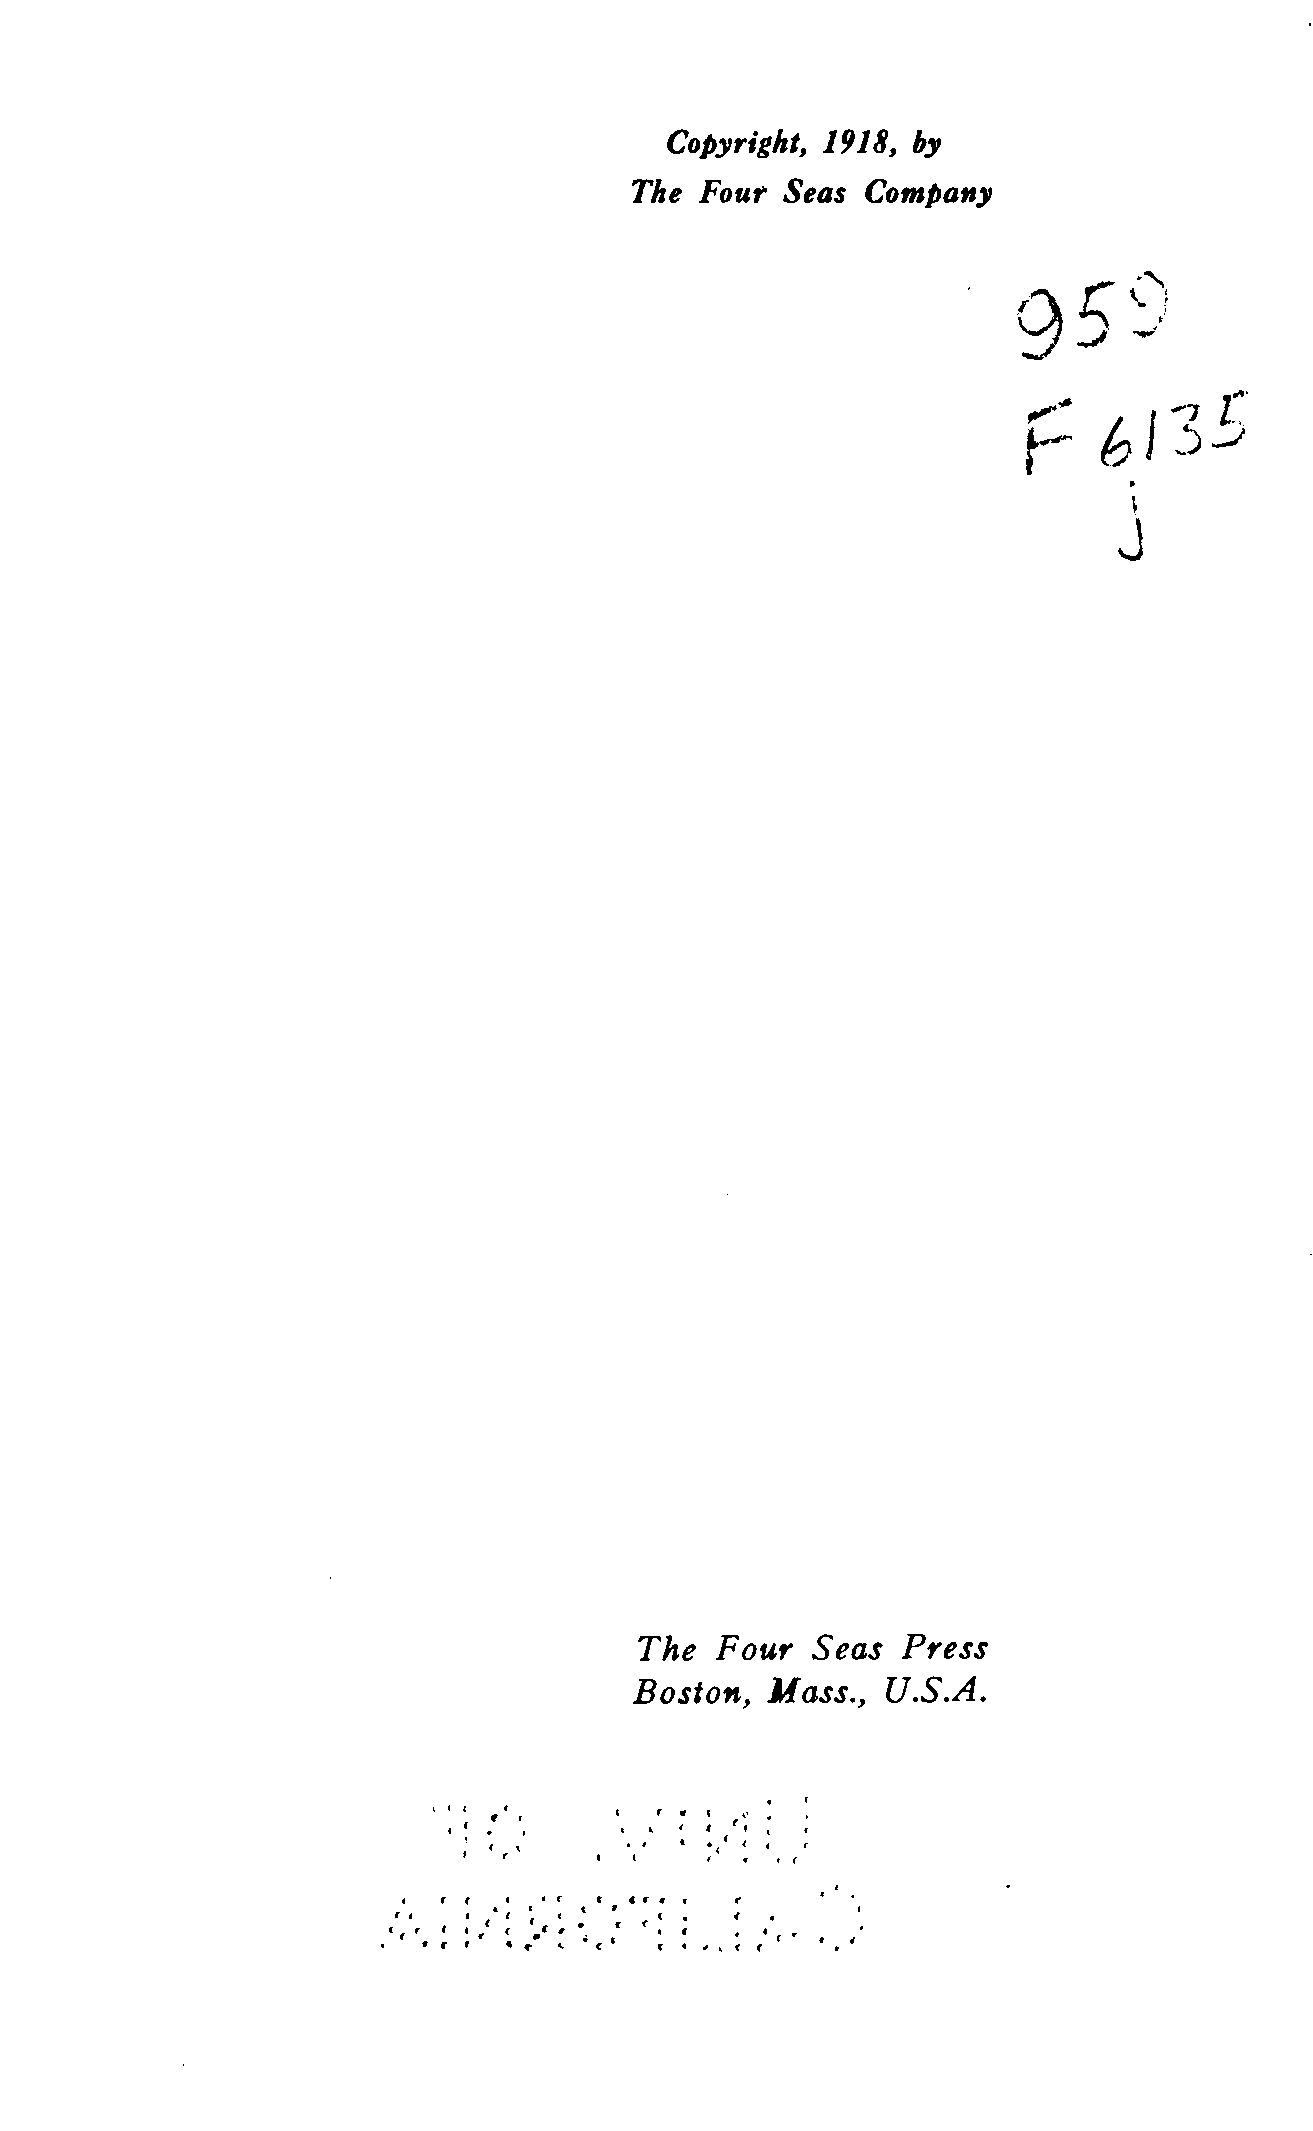 Copyright, 1918, by
The Four Seas Company
959
F6135
j
The Four Seas Press
Boston, Mass., U.S.A.
UNIV. OF
CALIFORNIA